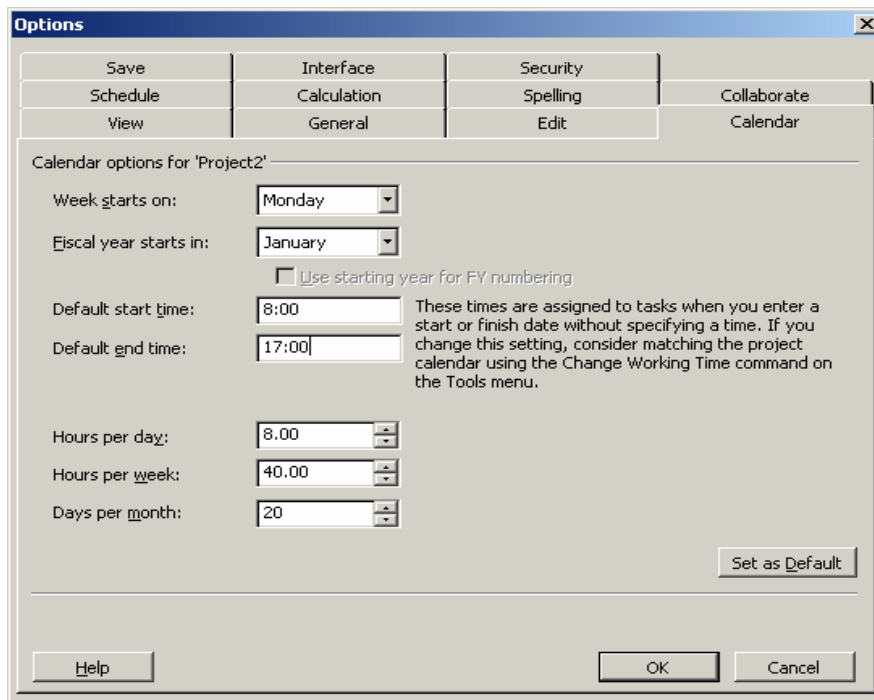 Options
Save Interface Security
Schedule Calculation Spelling Collaborate
View General Edit Calendar
Calendar options for 'Project2'
Week starts on: Monday
Fiscal year starts in: January
Use starting year for FY numbering
Default start time: 8:00
Default end time: 17:00
These times are assigned to tasks when you enter a
start or finish date without specifying a time. If you
change this setting, consider matching the project
calendar using the Change Working Time command on
the Tools menu.
Hours per day: 8.00
Hours per week: 40.00
Days per month: 20
Set as Default
Help OK Cancel